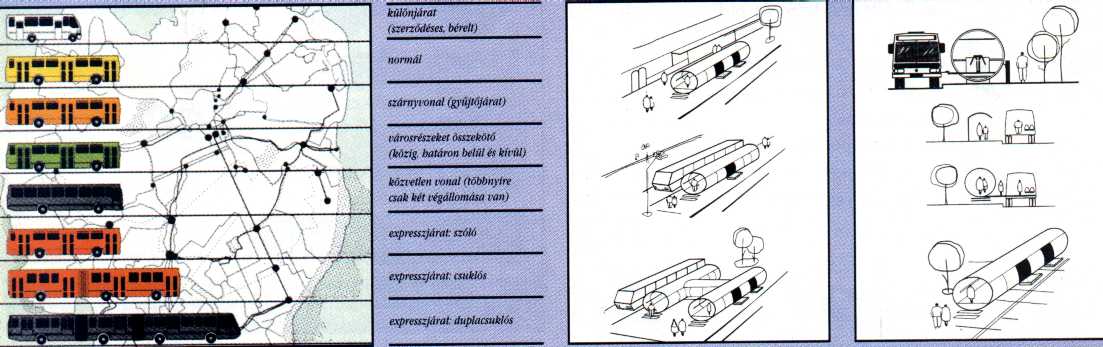 különjárat
(szerződéses, bérelt)
normál
szárnyvonal (gyűjtőjárat)
városrészeket összekötő
(közig. határon belül és kívül)
közvetlen vonal (többnyire
csak két végállomása van)
expresszjárat: szóló
expresszjárat: csuklós
expresszjárat: duplacsuklós